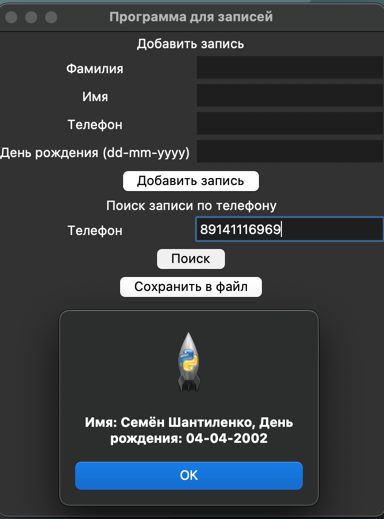 Программа для записей
Добавить запись
Фамилия
Имя
Телефон
День рождения (dd-mm-yyyy)
Добавить запись
Поиск записи по телефону
Телефон 89141116969
Поиск
Сохранить в файл
Имя: Семён Шантиленко, День
рождения: 04-04-2002
OK